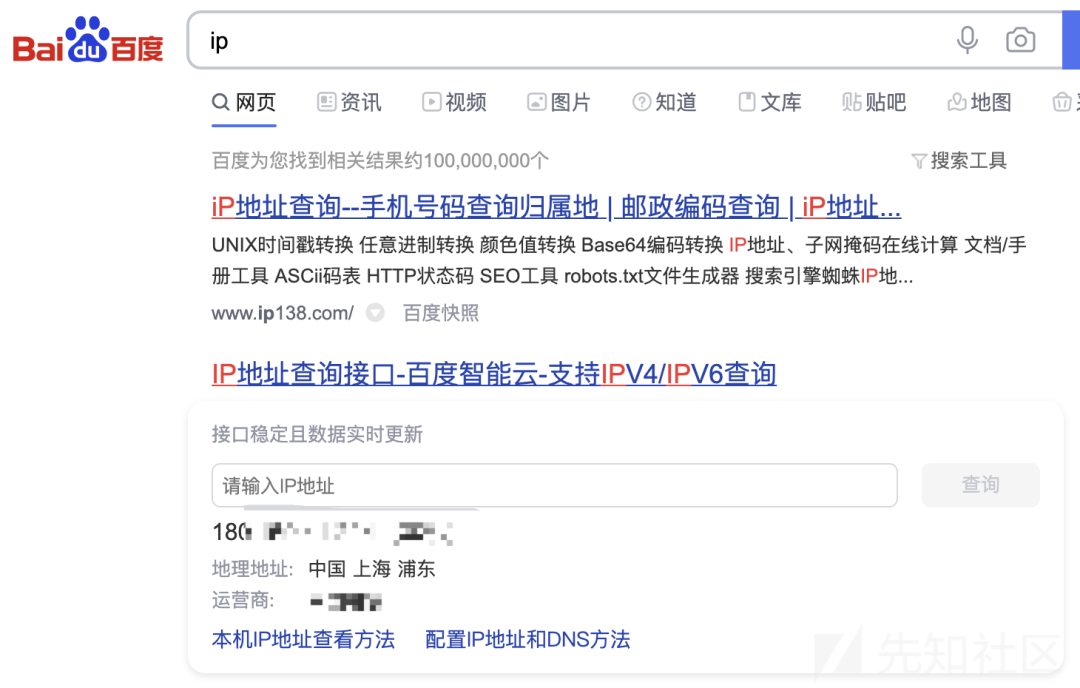 Bai du 百度
ip
网页 资讯 视频 图片 知道 文库 贴吧 地图
百度为您找到相关结果约100,000,000个 搜索工具
iP地址查询--手机号码查询归属地 | 邮政编码查询 | iP地址...
UNIX时间戳转换 任意进制转换 颜色值转换 Base64编码转换 IP地址、子网掩码在线计算 文档/手
册工具 ASCii码表 HTTP状态码 SEO工具 robots.txt文件生成器 搜索引擎蜘蛛IP地...
www.ip138.com/ 百度快照
IP地址查询接口-百度智能云-支持IPV4/IPV6查询
接口稳定且数据实时更新
请输入IP地址 查询
180
地理地址: 中国 上海 浦东
运营商:
本机IP地址查看方法 配置IP地址和DNS方法
先知社区